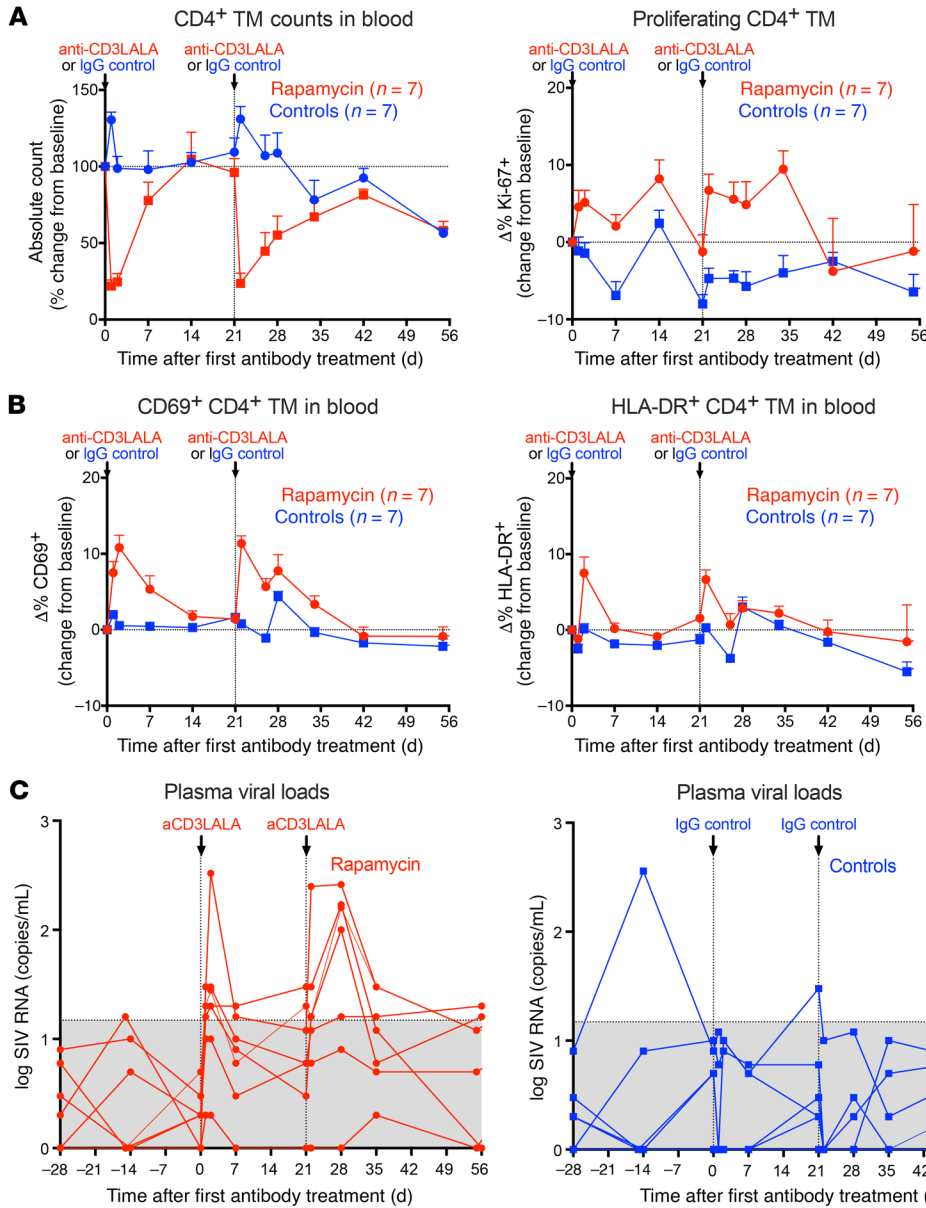 A
CD4+ TM counts in blood
anti-CD3LALA
or IgG control
anti-CD3LALA
or IgG control
Rapamycin (n = 7)
Controls (n = 7)
Absolute count
(% change from baseline)
150
100
50
0
0 7 14 21 28 35 42 49 56
Time after first antibody treatment (d)
Proliferating CD4+ TM
anti-CD3LALA
or IgG control
anti-CD3LALA
or IgG control
Rapamycin (n = 7)
Controls (n = 7)
Δ% Ki-67+
(change from baseline)
20
10
0
–10
0 7 14 21 28 35 42 49 56
Time after first antibody treatment (d)
B
CD69+ CD4+ TM in blood
anti-CD3LALA
or IgG control
anti-CD3LALA
or IgG control
Rapamycin (n = 7)
Controls (n = 7)
Δ% CD69+
(change from baseline)
20
10
0
–10
0 7 14 21 28 35 42 49 56
Time after first antibody treatment (d)
HLA-DR+ CD4+ TM in blood
anti-CD3LALA
or IgG control
anti-CD3LALA
or IgG control
Rapamycin (n = 7)
Controls (n = 7)
Δ% HLA-DR+
(change from baseline)
20
10
0
–10
0 7 14 21 28 35 42 49 56
Time after first antibody treatment (d)
C
Plasma viral loads
aCD3LALA
aCD3LALA
Rapamycin
log SIV RNA (copies/mL)
3
2
1
0
–28 –21 –14 –7 0 7 14 21 28 35 42 49 56
Time after first antibody treatment (d)
Plasma viral loads
IgG control
IgG control
Controls
log SIV RNA (copies/mL)
3
2
1
0
–28 –21 –14 –7 0 7 14 21 28 35 42
Time after first antibody treatment (